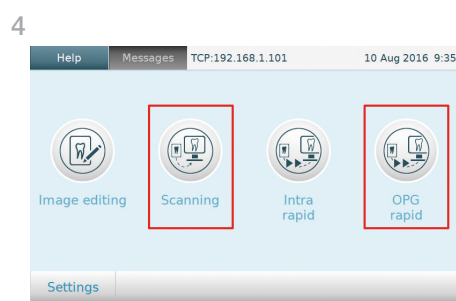 4
Help Messages TCP:192.168.1.101 10 Aug 2016 9:35
Image editing Scanning Intra rapid OPG rapid
Settings